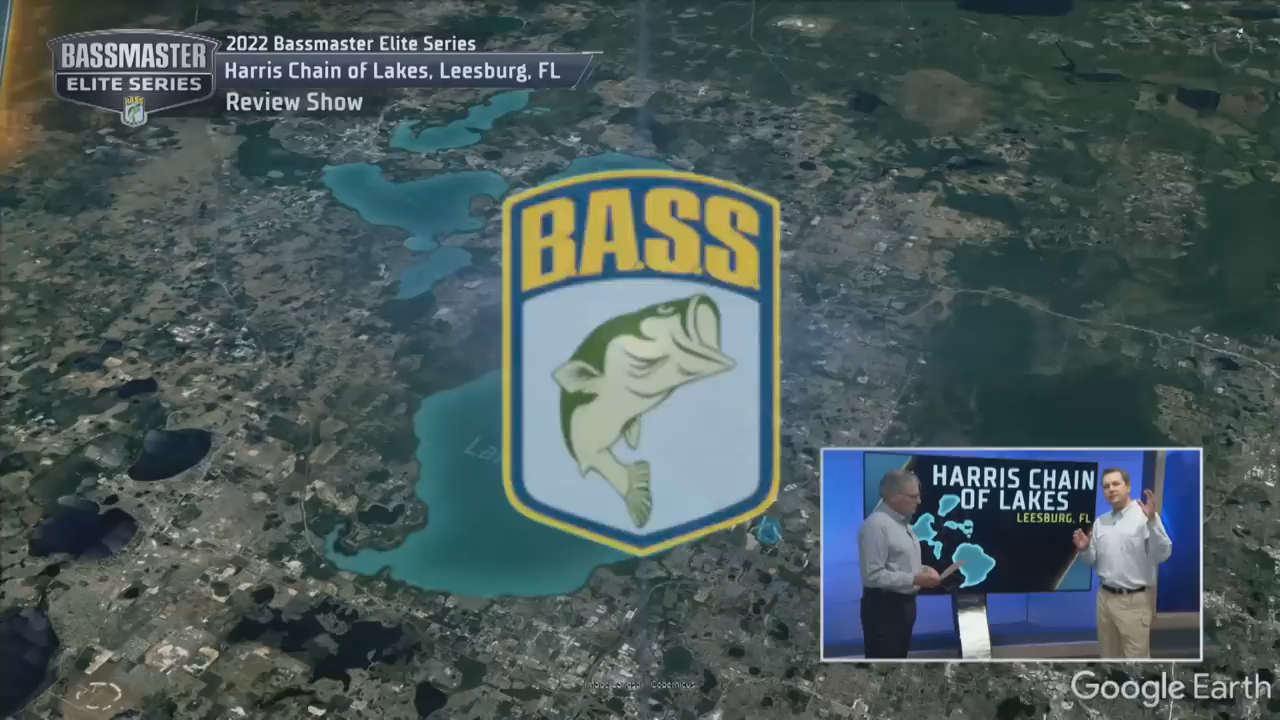 BASSMASTER
ELITE SERIES
B.A.S.S.
2022 Bassmaster Elite Series
Harris Chain of Lakes, Leesburg, FL
Review Show
B.A.S.S.
HARRIS CHAIN
OF LAKES
LEESBURG, FL
Google Earth